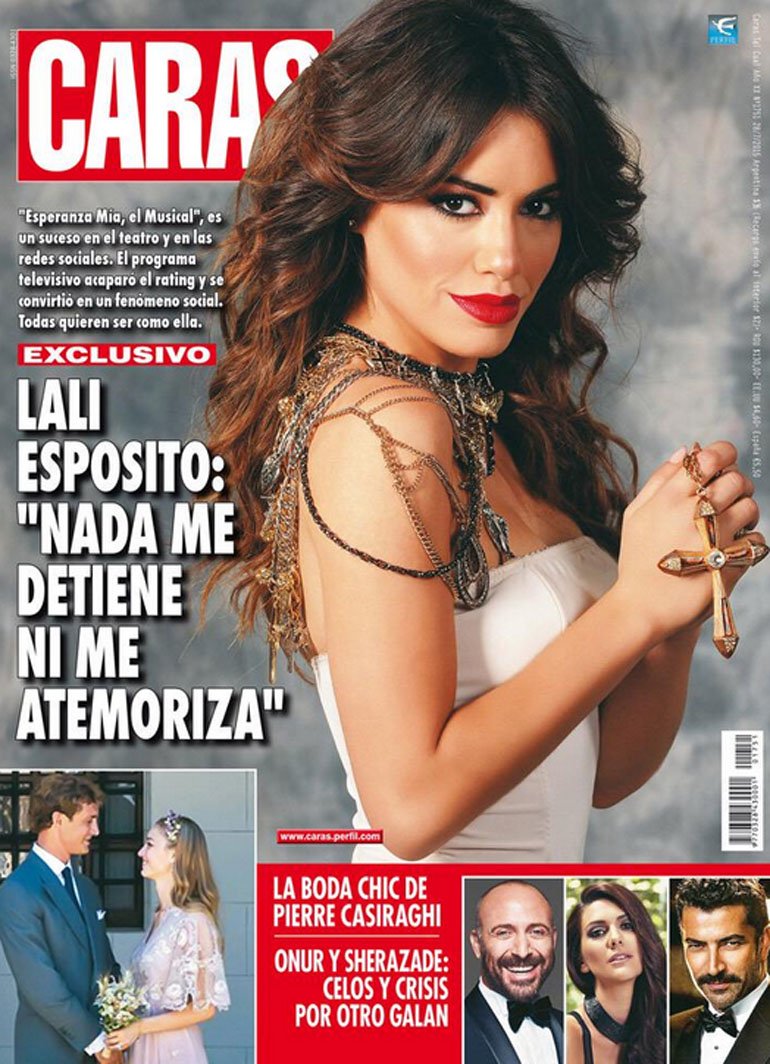 CARAS
PERFIL
"Esperanza Mía, el Musical", es
un suceso en el teatro y en las
redes sociales. El programa
televisivo acaparó el rating y se
convirtió en un fenómeno social.
Todas quieren ser como ella.
EXCLUSIVO
LALI
ESPOSITO:
"NADA ME
DETIENE
NI ME
ATEMORIZA"
www.caras.perfil.com
LA BODA CHIC DE
PIERRE CASIRAGHI
ONUR Y SHERAZADE:
CELOS Y CRISIS
POR OTRO GALAN
01751
9770328430001